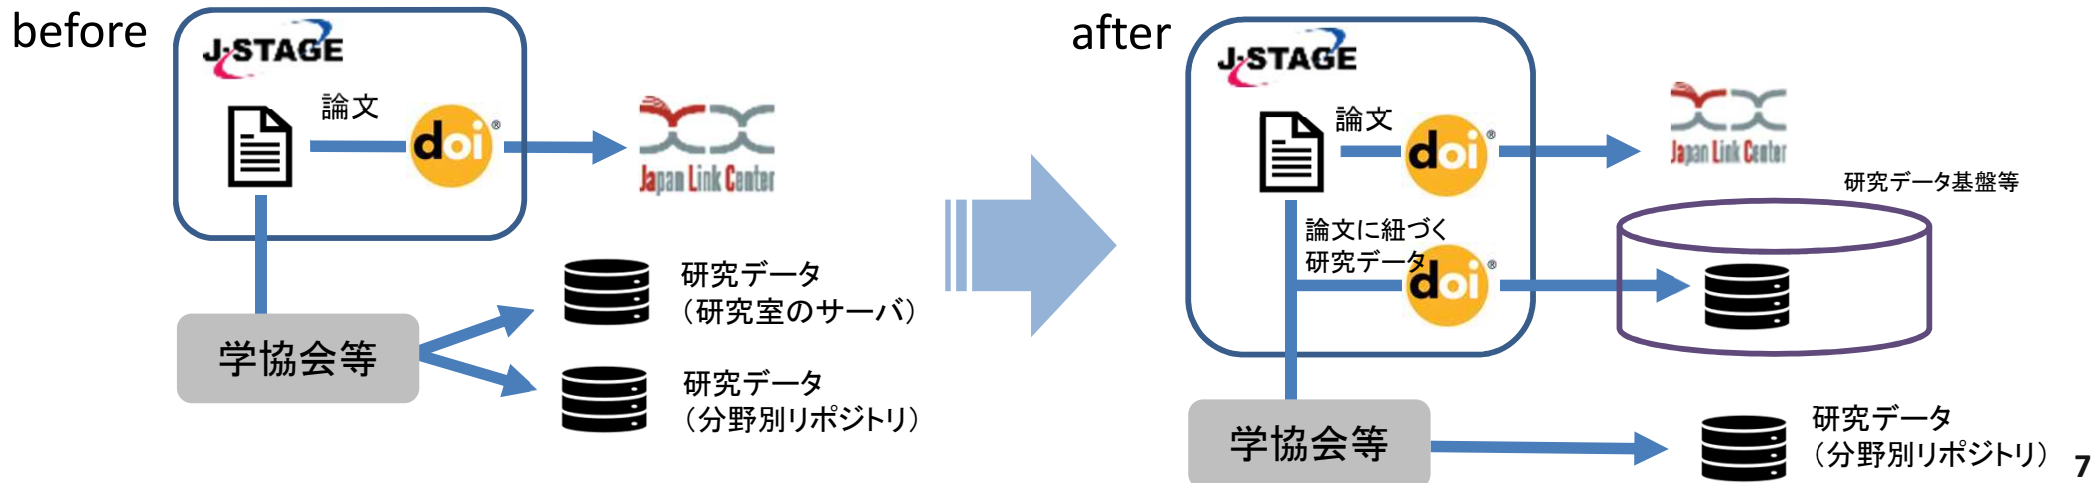 before
J-STAGE
論文
doi®
Japan Link Center
研究データ
（研究室のサーバ）
学協会等
研究データ
（分野別リポジトリ）
after
J-STAGE
論文
doi®
Japan Link Center
研究データ基盤等
論文に紐づく
研究データ
doi®
学協会等
研究データ
（分野別リポジトリ）
7